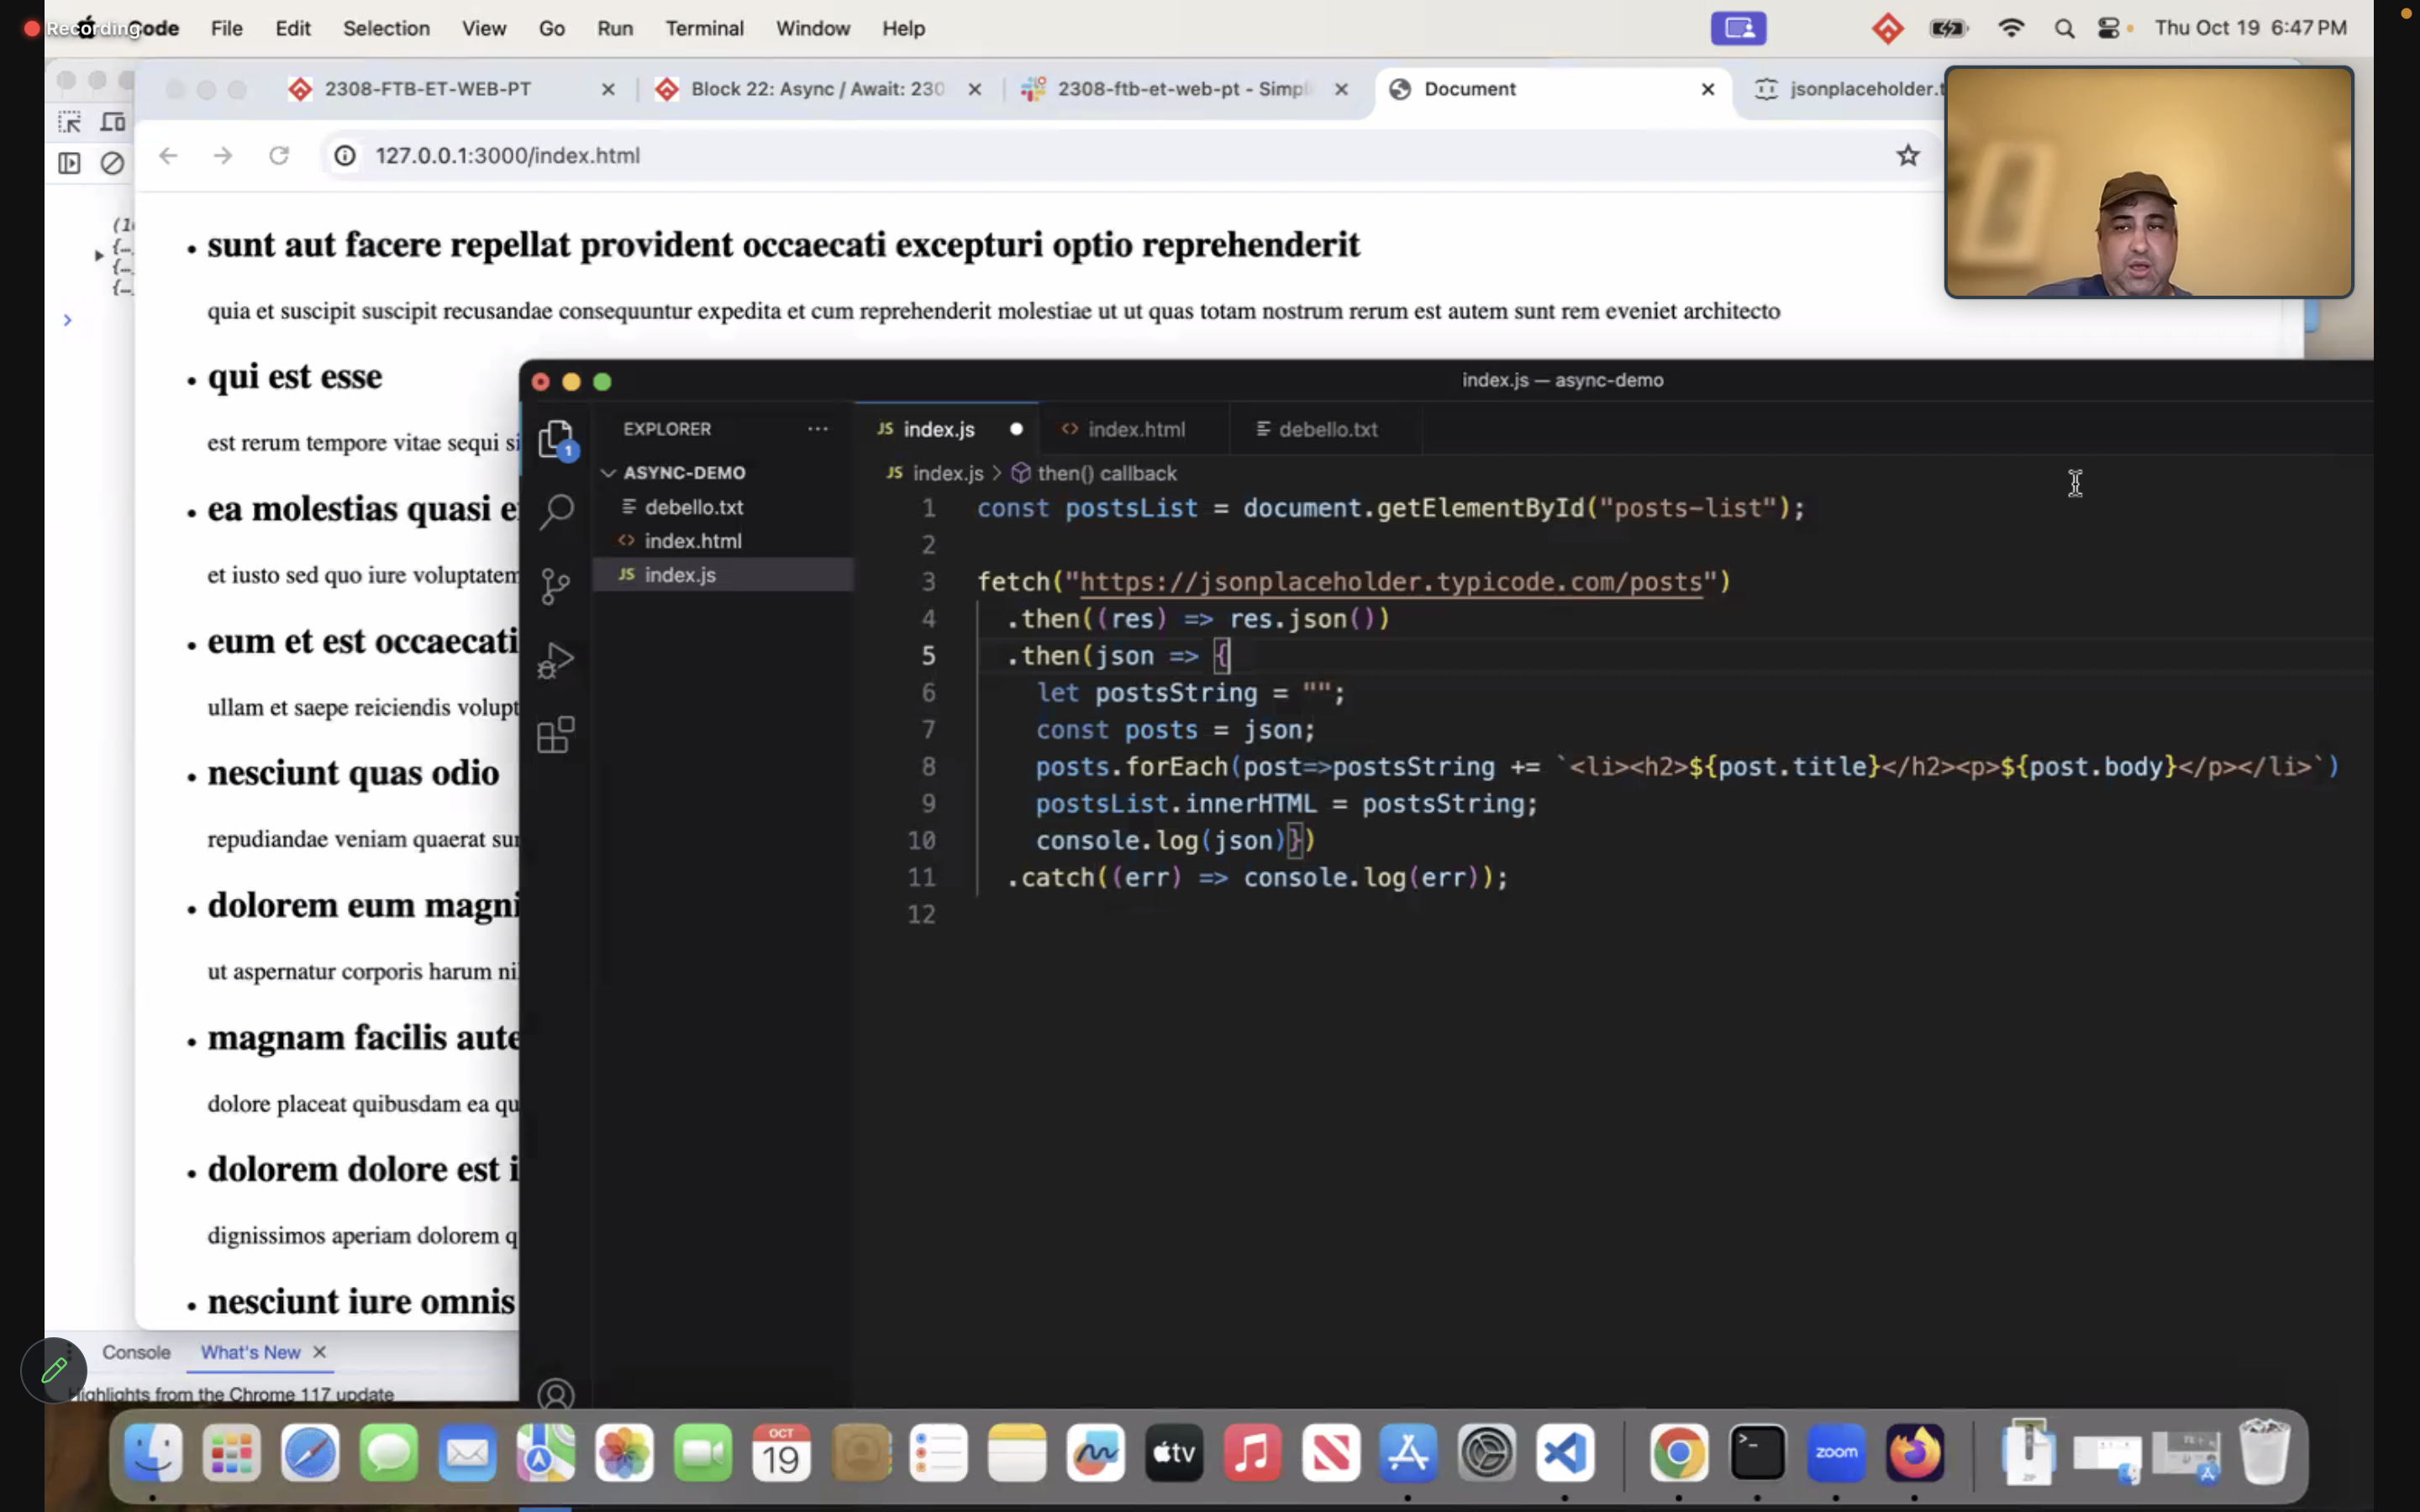 Recording
Code File Edit Selection View Go Run Terminal Window Help
Thu Oct 19 6:47 PM
2308-FTB-ET-WEB-PT
Block 22: Async / Await: 230
2308-ftb-et-web-pt - Simpl
Document
jsonplaceholder.t
127.0.0.1:3000/index.html
sunt aut facere repellat provident occaecati excepturi optio reprehenderit
quia et suscipit suscipit recusandae consequuntur expedita et cum reprehenderit molestiae ut ut quas totam nostrum rerum est autem sunt rem eveniet architecto
qui est esse
est rerum tempore vitae sequi si
ea molestias quasi e
et iusto sed quo iure voluptatem
eum et est occaecati
ullam et saepe reiciendis volupt
nesciunt quas odio
repudiandae veniam quaerat su
dolorem eum magni
ut aspernatur corporis harum ni
magnam facilis aute
dolore placeat quibusdam ea qu
dolorem dolore est i
dignissimos aperiam dolorem q
nesciunt iure omnis
Console What's New
Highlights from the Chrome 117 update
index.js — async-demo
EXPLORER
1
ASYNC-DEMO
debello.txt
index.html
JS index.js
JS index.js
index.html
debello.txt
JS index.js > then() callback
1 const postsList = document.getElementById("posts-list");
2
3 fetch("https://jsonplaceholder.typicode.com/posts")
4 .then((res) => res.json())
5 .then(json => {
6 let postsString = "";
7 const posts = json;
8 posts.forEach(post=>postsString += `<li><h2>${post.title}</h2><p>${post.body}</p></li>`)
9 postsList.innerHTML = postsString;
10 console.log(json)})
11 .catch((err) => console.log(err));
12
OCT
19
tv
zoom
ZIP